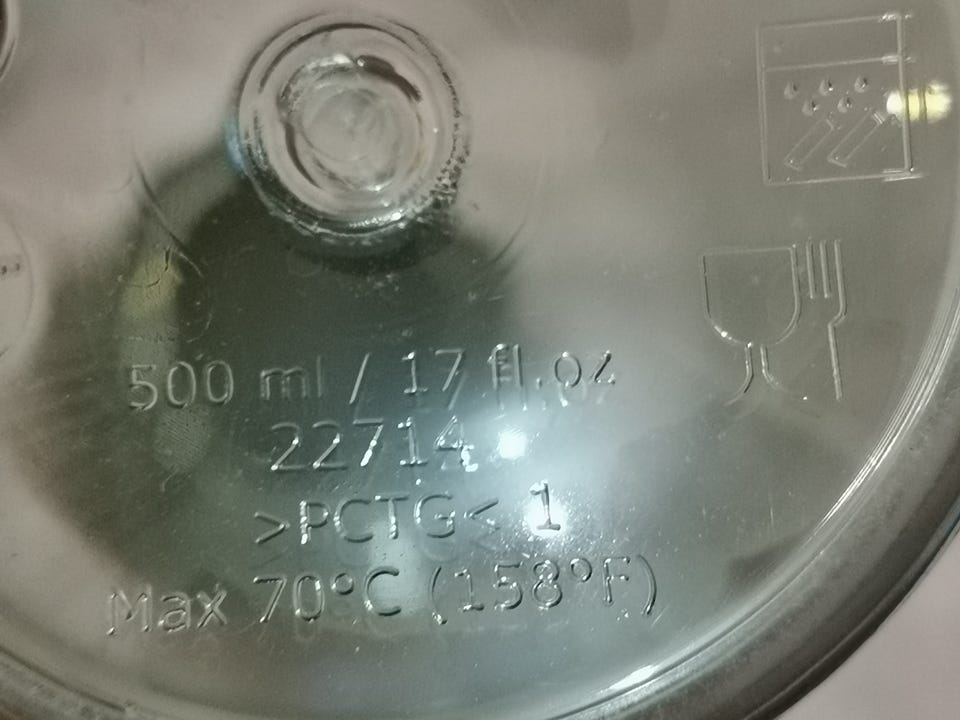 500 ml / 17 fl.oz
22714
>PCTG< 1
Max 70°C (158°F)